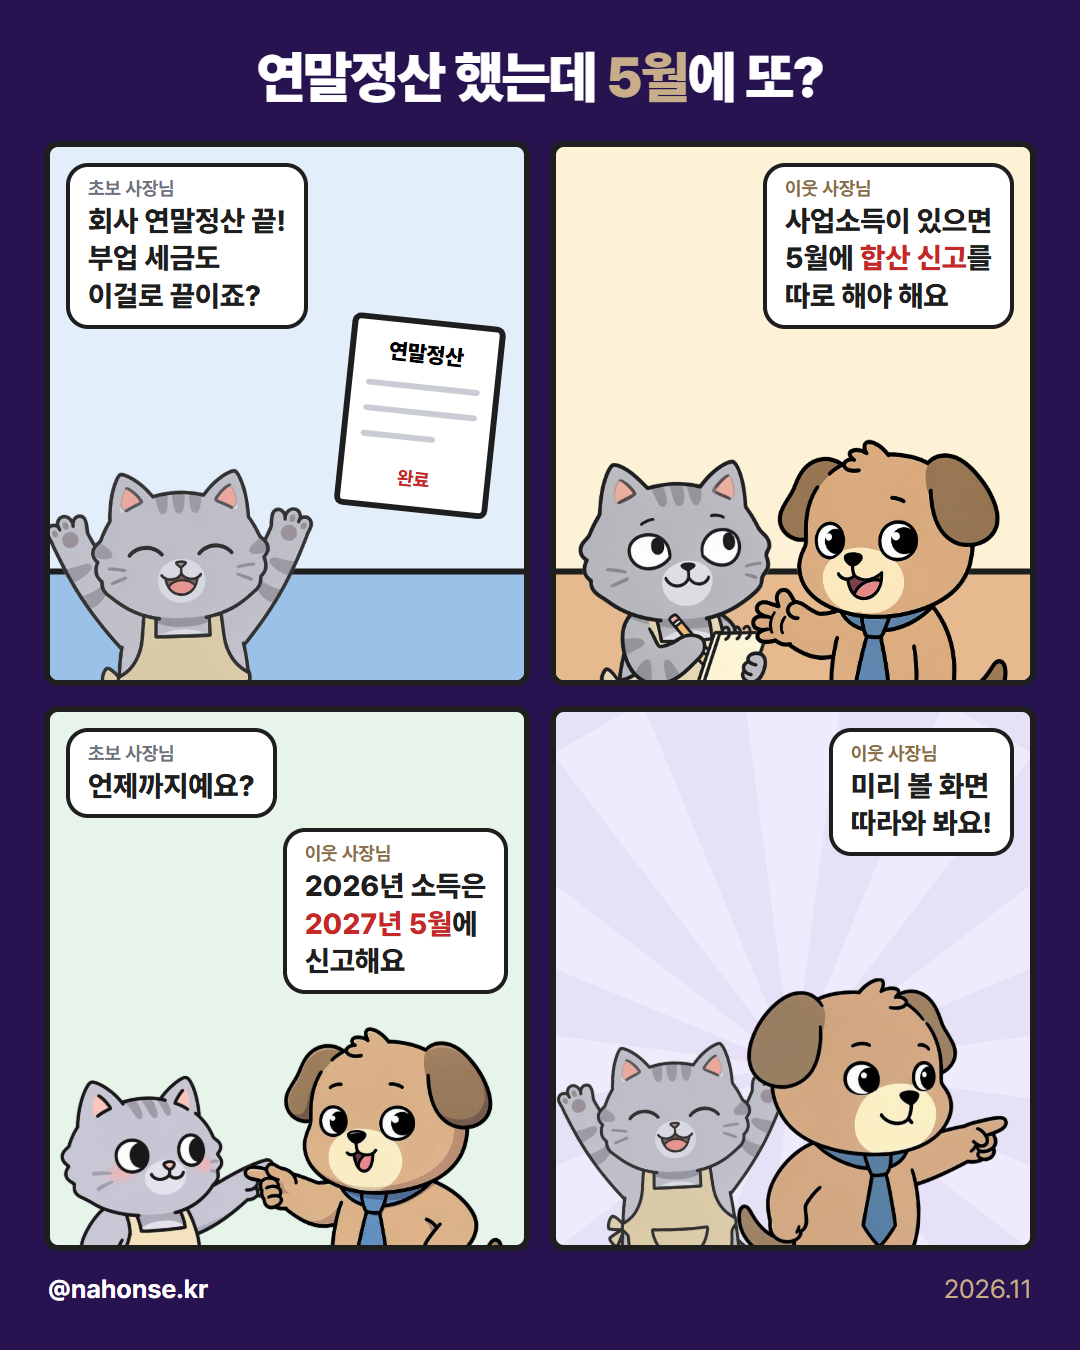 연말정산 했는데 5월에 또?
초보 사장님
회사 연말정산 끝!
부업 세금도
이걸로 끝이죠?
연말정산
완료
이웃 사장님
사업소득이 있으면
5월에 합산 신고를
따로 해야 해요
초보 사장님
언제까지예요?
이웃 사장님
2026년 소득은
2027년 5월에
신고해요
이웃 사장님
미리 볼 화면
따라와 봐요!
@nahonse.kr
2026.11